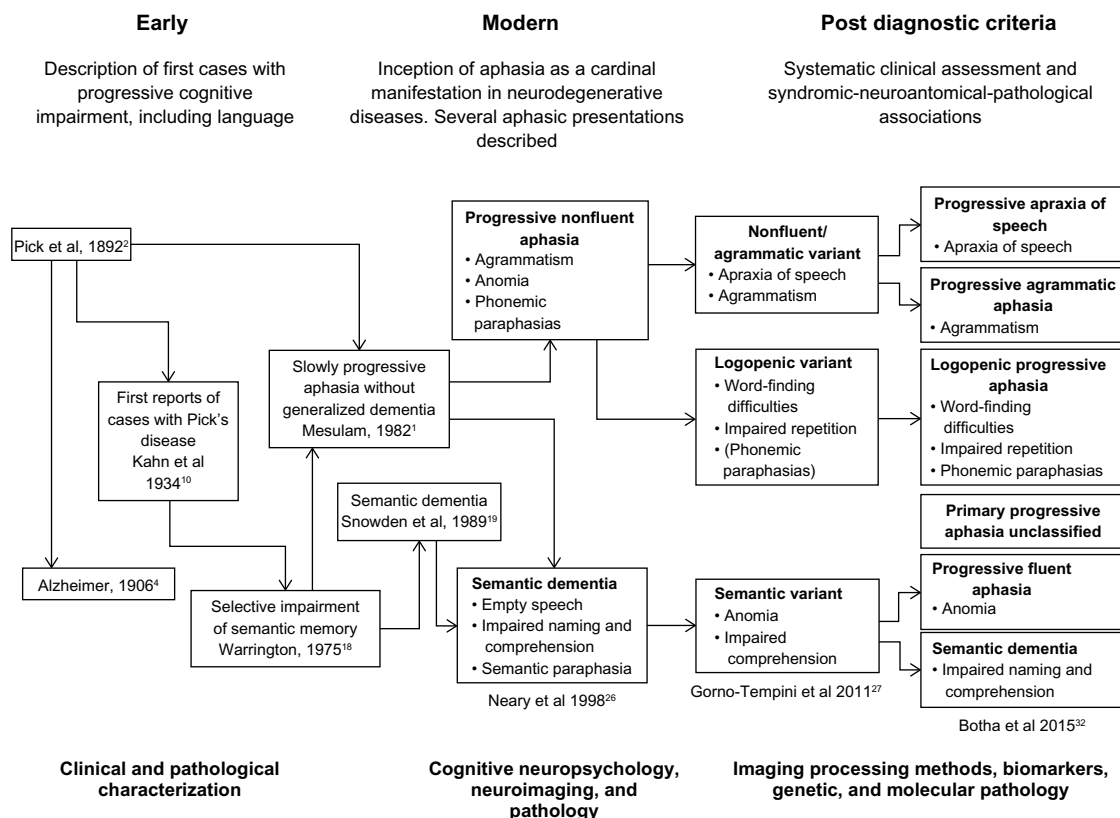 Early
Description of first cases with
progressive cognitive
impairment, including language
Modern
Inception of aphasia as a cardinal
manifestation in neurodegenerative
diseases. Several aphasic presentations
described
Post diagnostic criteria
Systematic clinical assessment and
syndromic-neuroantomical-pathological
associations
Pick et al, 1892²
First reports of
cases with Pick's
disease
Kahn et al
1934¹⁰
Alzheimer, 1906⁴
Selective impairment
of semantic memory
Warrington, 1975¹⁸
Slowly progressive
aphasia without
generalized dementia
Mesulam, 1982¹
Semantic dementia
Snowden et al, 1989¹⁹
Progressive nonfluent
aphasia
• Agrammatism
• Anomia
• Phonemic
paraphasias
Semantic dementia
• Empty speech
• Impaired naming and
comprehension
• Semantic paraphasia
Neary et al 1998²⁶
Nonfluent/
agrammatic variant
• Apraxia of speech
• Agrammatism
Logopenic variant
• Word-finding
difficulties
• Impaired repetition
• (Phonemic
paraphasias)
Semantic variant
• Anomia
• Impaired
comprehension
Gorno-Tempini et al 2011²⁷
Progressive apraxia of
speech
• Apraxia of speech
Progressive agrammatic
aphasia
• Agrammatism
Logopenic progressive
aphasia
• Word-finding
difficulties
• Impaired repetition
• Phonemic paraphasias
Primary progressive
aphasia unclassified
Progressive fluent
aphasia
• Anomia
Semantic dementia
• Impaired naming and
comprehension
Botha et al 2015³²
Clinical and pathological
characterization
Cognitive neuropsychology,
neuroimaging, and
pathology
Imaging processing methods, biomarkers,
genetic, and molecular pathology